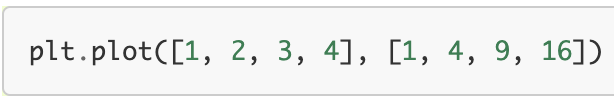 plt.plot([1, 2, 3, 4], [1, 4, 9, 16])